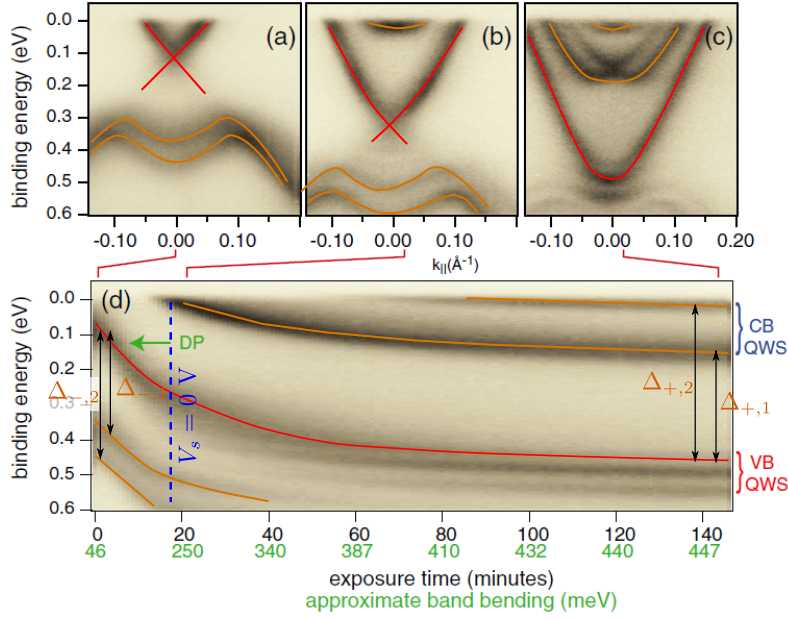 binding energy (eV)
0.0
0.1
0.2
0.3
0.4
0.5
0.6
(a)
(b)
(c)
-0.10 0.00 0.10
-0.10 0.00 0.10
-0.10 0.00 0.10 0.20
k||(Å-1)
binding energy (eV)
0.0
0.1
0.2
0.3
0.4
0.5
0.6
(d)
DP
V_s = 0 V
Δ+,2
Δ+,
Δ+,2
Δ+,1
CB
QWS
VB
QWS
0 20 40 60 80 100 120 140
46 250 340 387 410 432 440 447
exposure time (minutes)
approximate band bending (meV)